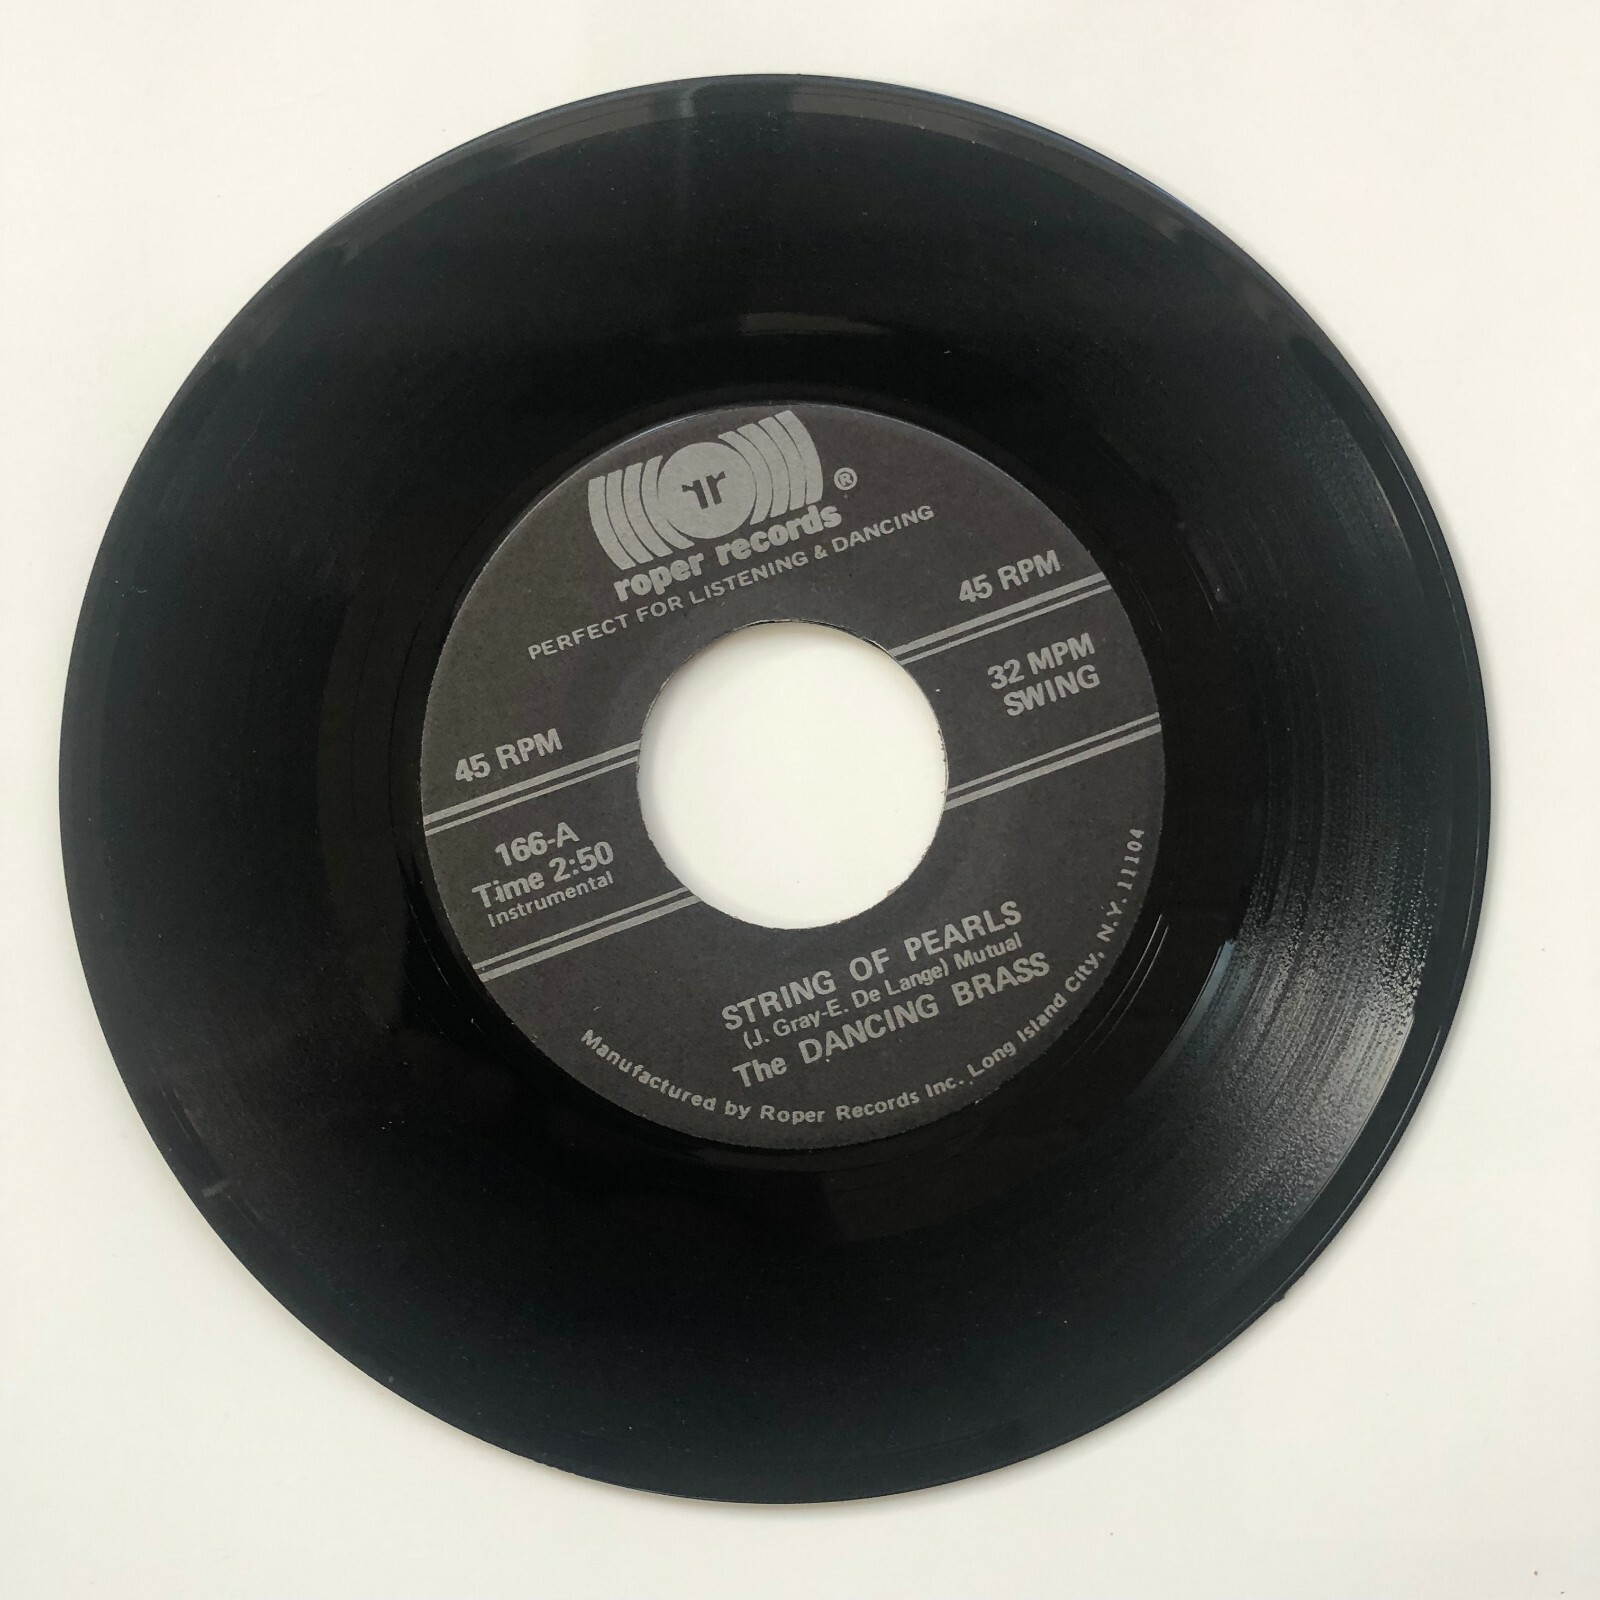 rr
roper records ®
PERFECT FOR LISTENING & DANCING
45 RPM
45 RPM
32 MPM
SWING
166-A
Time 2:50
Instrumental
STRING OF PEARLS
(J. Gray-E. De Lange) Mutual
The DANCING BRASS
Manufactured by Roper Records Inc. Long Island City, N.Y. 11104